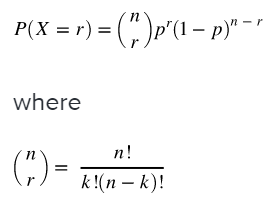 P(X = r) = (n r) p^r (1 − p)^{n − r}
where
(n r) = n! / k!(n − k)!